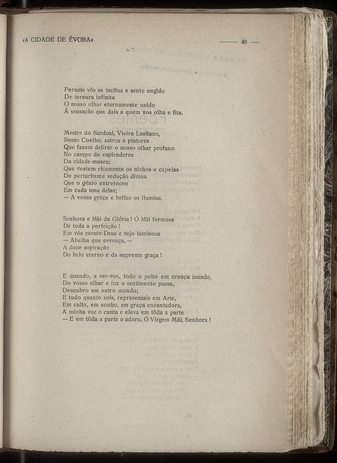 «A CIDADE DE ÉVORA»
49
Perante vós se inclina e sente ungido
De ternura infinita
O nosso olhar eternamente unido
À sensação que dais a quem vos olha e fita.
Mestre do Sardoal, Vieira Lusitano,
Bento Coelho, astros e pintores
Que fazem delirar o nosso olhar profano
No campo de esplendores
Da cidade-museu;
Que vestem ricamente os nichos e capelas
De perturbante sedução divina
Que o génio entreteceu
Em cada uma delas;
— A vossa graça e brilho os ilumina.
Senhora e Mãi da Glória! Ó Mãi formosa
De toda a perfeição!
Em vós escuto Deus e vejo luminosa
— Abelha que esvoaça, —
A doce aspiração
Do belo eterno e da suprema graça!
E quando, a ver-vos, todo o peito em crença inundo,
Do vosso olhar e luz o sentimento passa,
Descubro um outro mundo;
E tudo quanto sois, representais em Arte,
Em culto, em sonho, em graça encantadora,
A minha voz o canta e eleva em tôda a parte
— E em tôda a parte o adoro, Ó Virgem Mãi, Senhora!